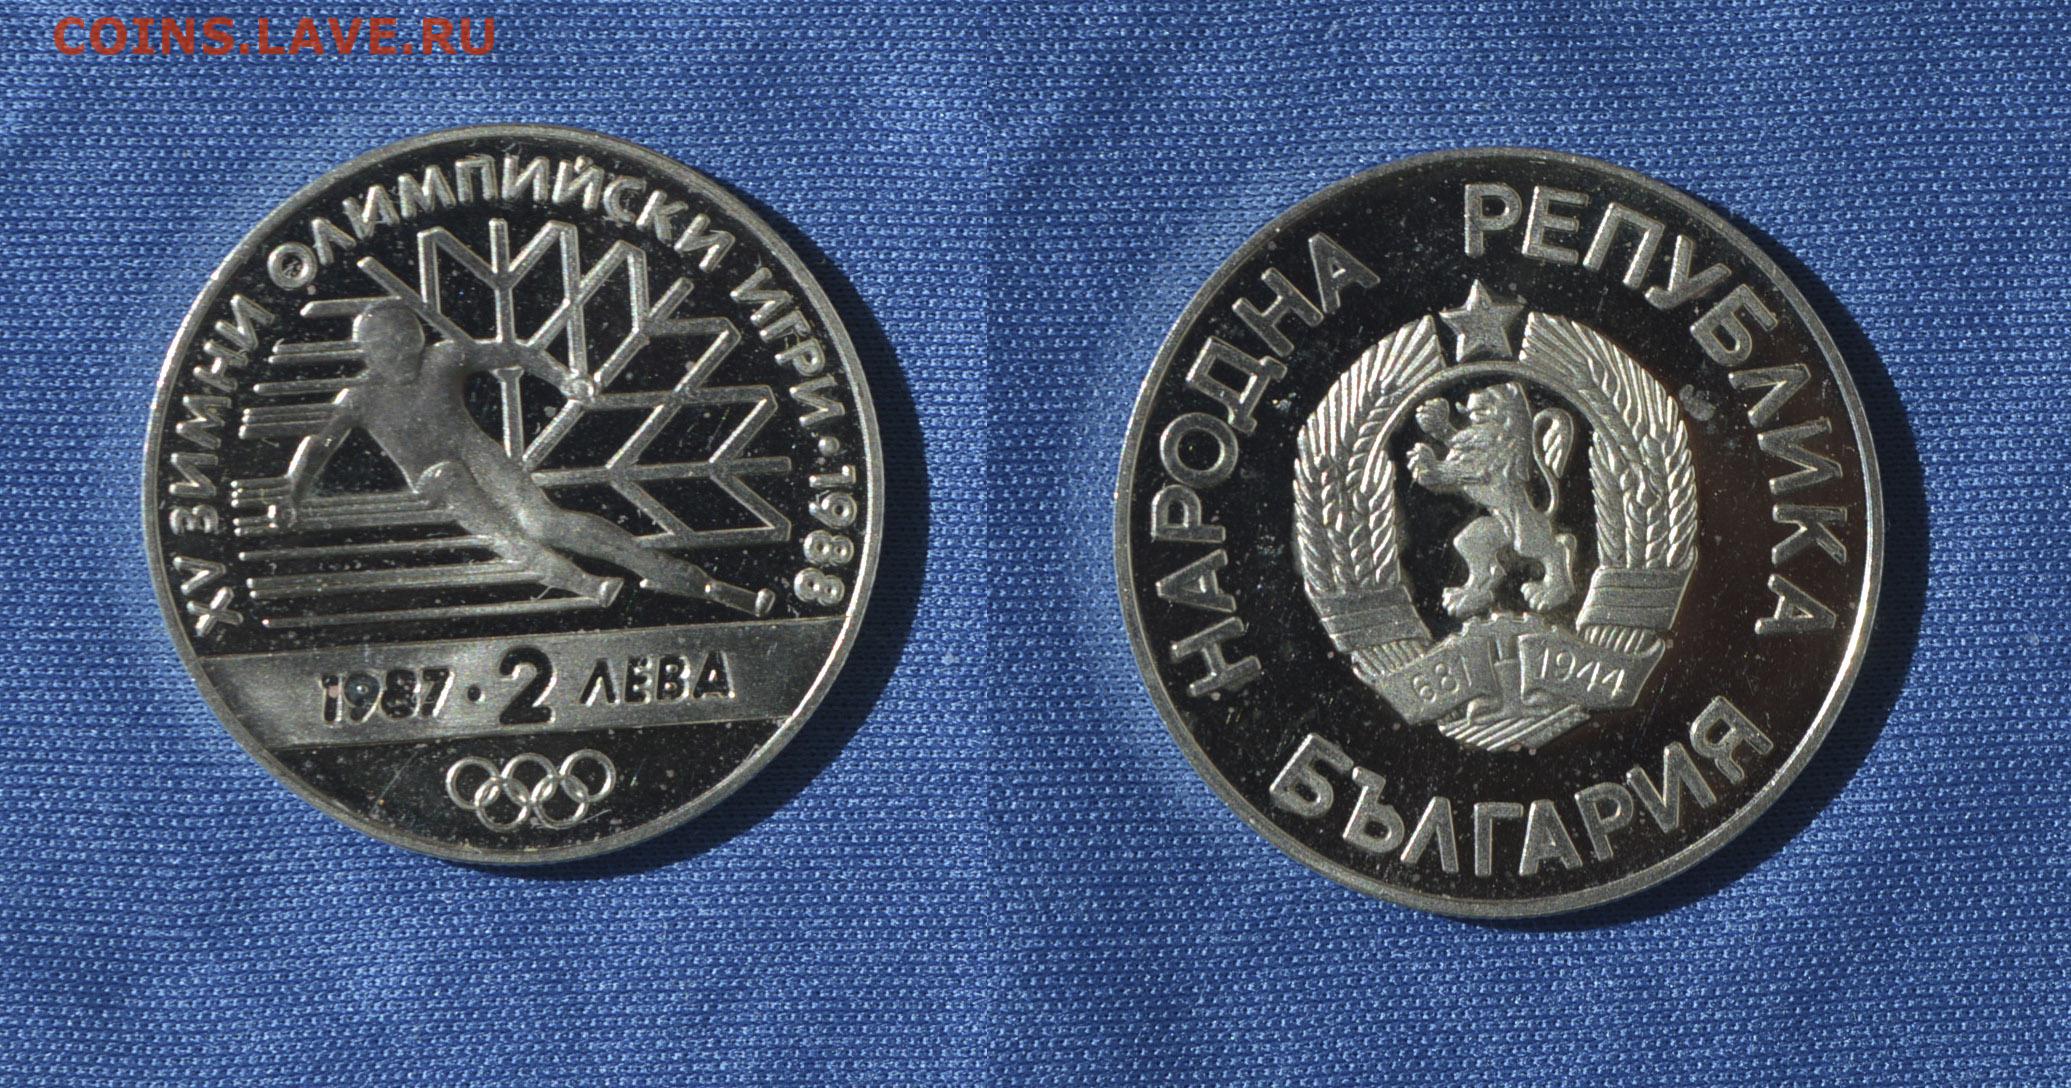 COINS.LAVE.RU
XV ЗИМНИ ОЛИМПИЙСКИ ИГРИ · 1988
1987 · 2 ЛЕВА
НАРОДНА РЕПУБЛИКА
БЪЛГАРИЯ
681 1944